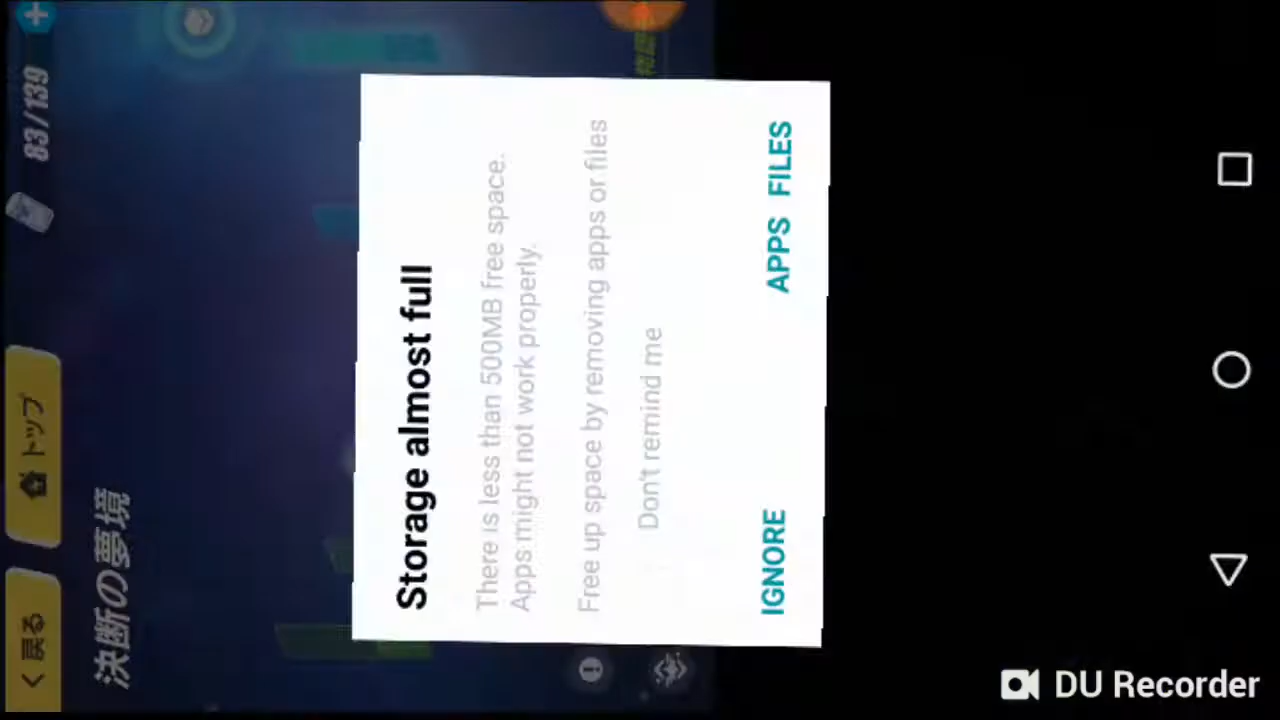 83/139
トップ
戻る
決断の夢境
Storage almost full
There is less than 500MB free space.
Apps might not work properly.
Free up space by removing apps or files
Don't remind me
IGNORE
APPS
FILES
DU Recorder